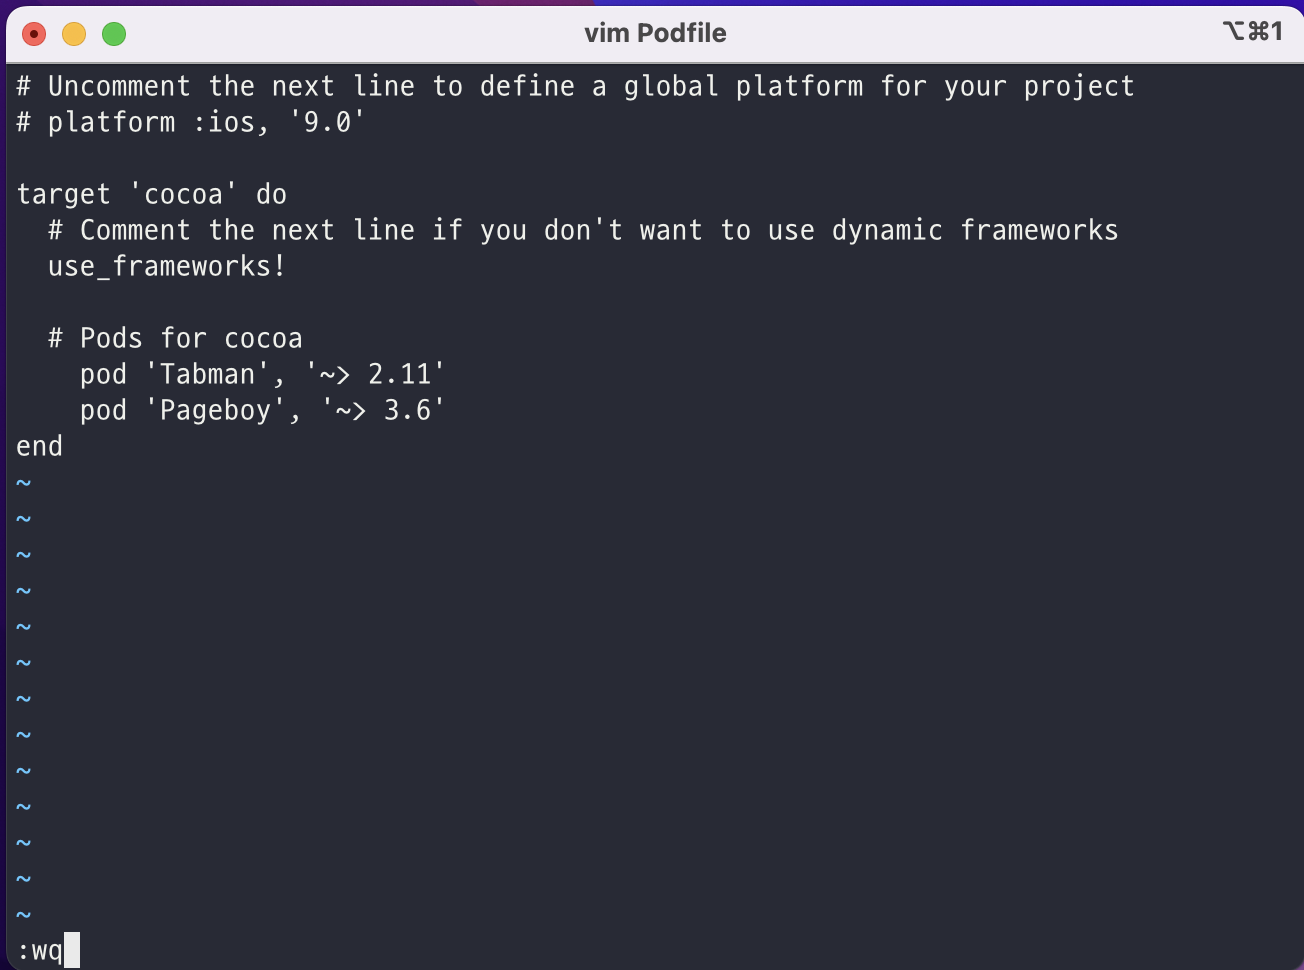 vim Podfile ⌥⌘1
# Uncomment the next line to define a global platform for your project
# platform :ios, '9.0'

target 'cocoa' do
  # Comment the next line if you don't want to use dynamic frameworks
  use_frameworks!

  # Pods for cocoa
    pod 'Tabman', '~> 2.11'
    pod 'Pageboy', '~> 3.6'
end
~
~
~
~
~
~
~
~
~
~
~
~
~
:wq